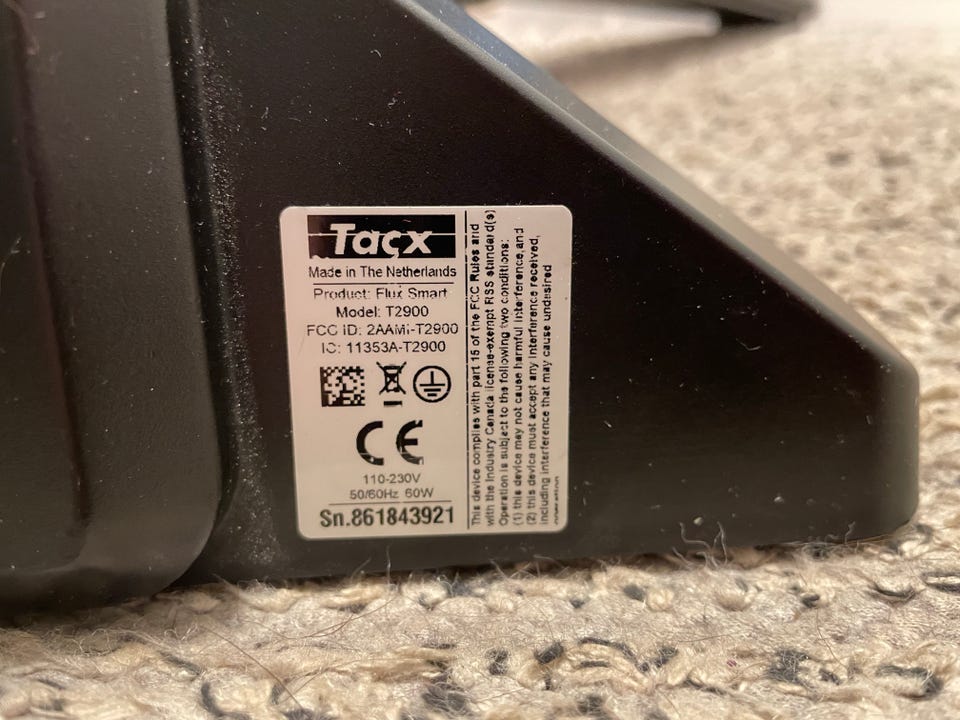 Tacx
Made in The Netherlands
Product: Flux Smart
Model: T2900
FCC ID: 2AAMI-T2900
IC: 11353A-T2900
CE
110-230V
50/60Hz 60W
Sn.861843921
This device complies with part 15 of the FCC Rules and
with the Industry Canada license-exempt RSS standard(s)
Operation is subject to the following two conditions:
(1) this device may not cause harmful interference, and
(2) this device must accept any interference received,
including interference that may cause undesired
operation